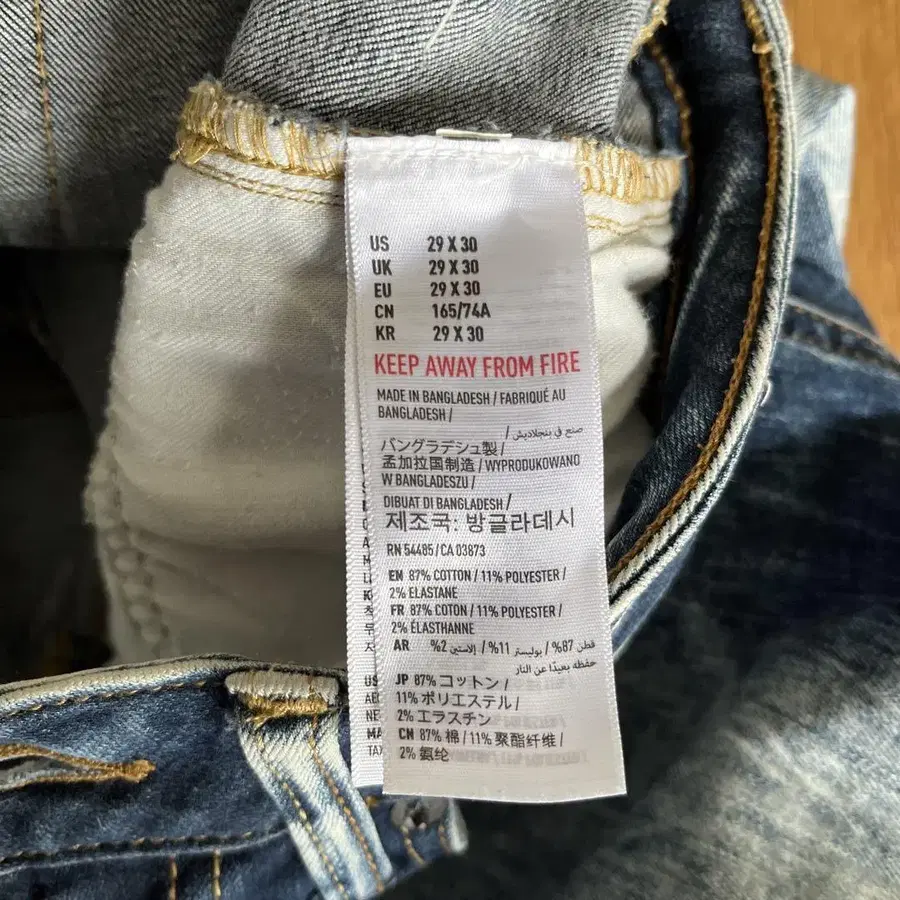 US 29 X 30
UK 29 X 30
EU 29 X 30
CN 165/74A
KR 29 X 30
KEEP AWAY FROM FIRE
MADE IN BANGLADESH / FABRIQUÉ AU
BANGLADESH /
صنع في بنجلاديش /
バングラデシュ製 /
孟加拉国制造 / WYPRODUKOWANO
W BANGLADESZU /
DIBUAT DI BANGLADESH /
제조국: 방글라데시
RN 54485 / CA 03873
EN 87% COTTON / 11% POLYESTER /
2% ELASTANE
FR 87% COTON / 11% POLYESTER /
2% ÉLASTHANNE
AR قطن 87% / بوليستر 11% / إلاستين 2%
حفظه بعيدًا عن النار
JP 87% コットン /
11% ポリエステル /
2% エラスチン
CN 87% 棉 / 11% 聚酯纤维 /
2% 氨纶